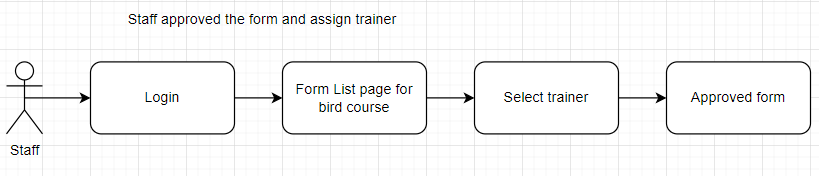 Staff approved the form and assign trainer
Login
Form List page for
bird course
Select trainer
Approved form
Staff